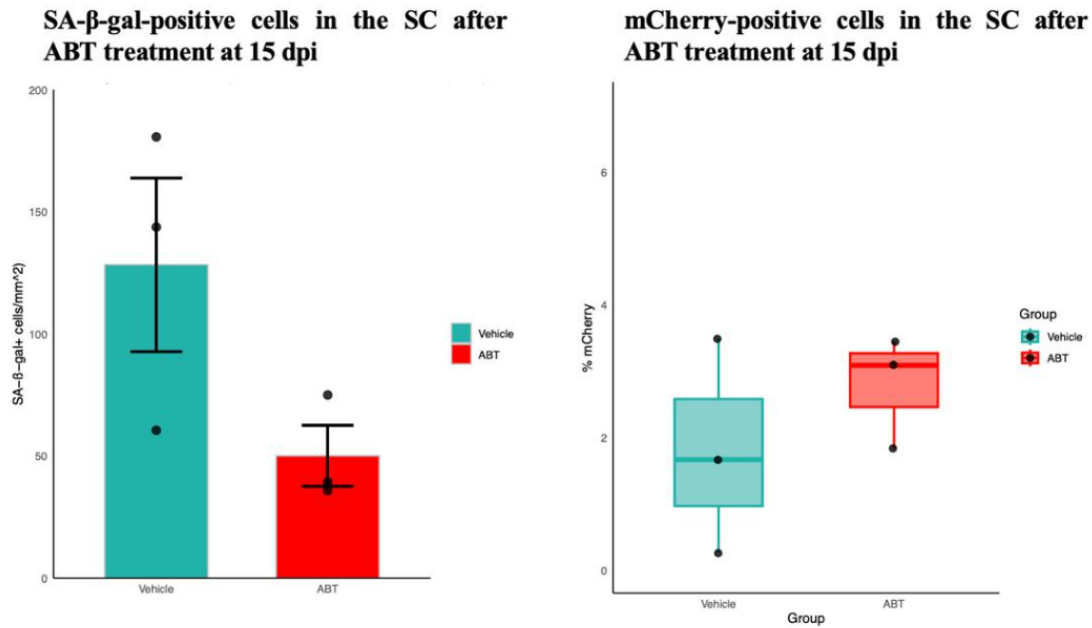 SA-β-gal-positive cells in the SC after
ABT treatment at 15 dpi
200
150
100
50
0
SA-β-gal+ cells/mm^2)
Vehicle
ABT
Vehicle
ABT
mCherry-positive cells in the SC after
ABT treatment at 15 dpi
6
4
2
0
% mCherry
Vehicle
ABT
Group
Group
Vehicle
ABT